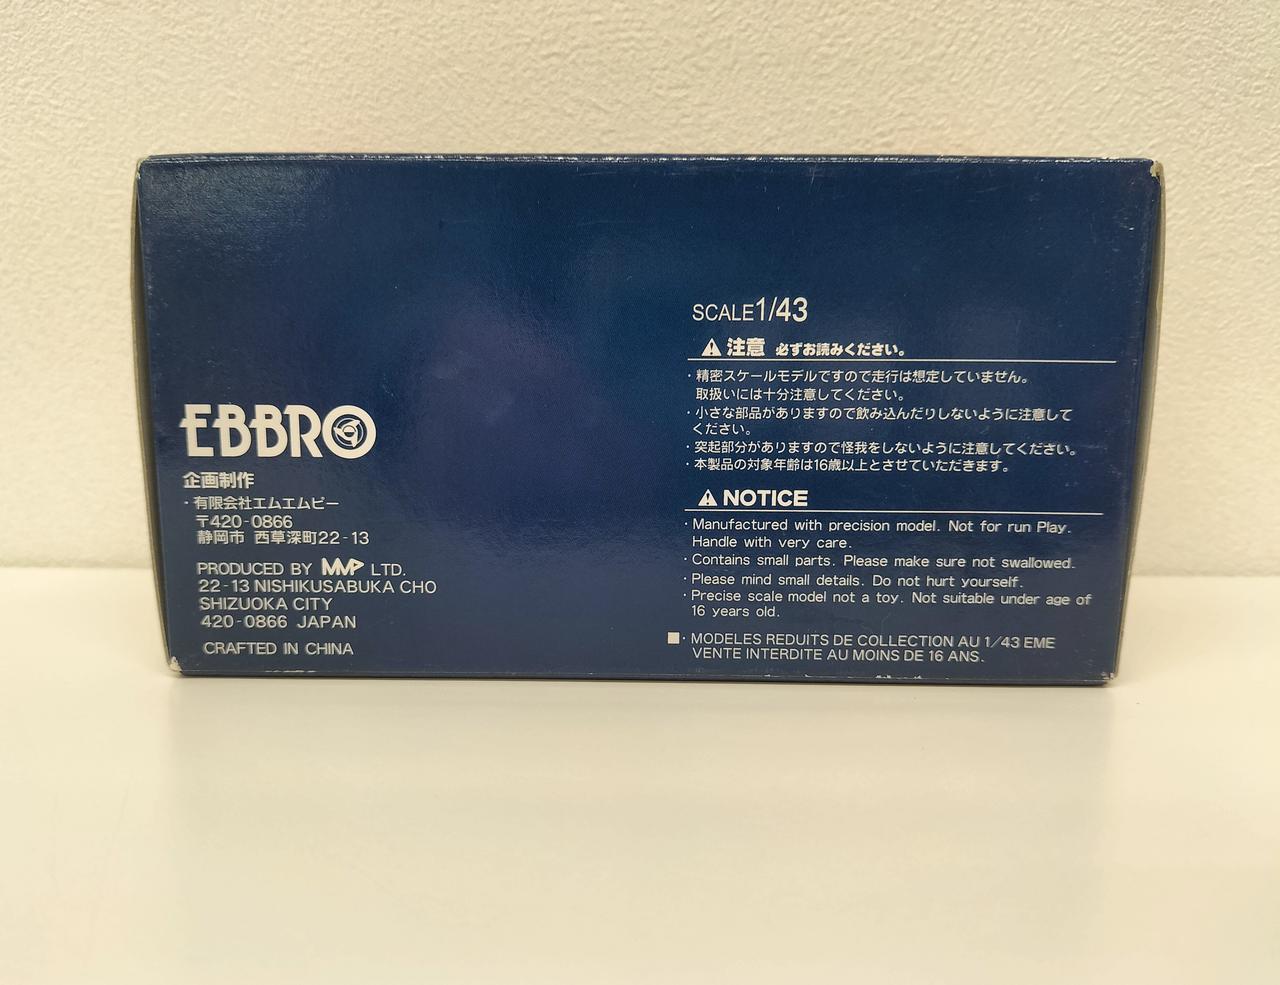 EBBRO
企画制作
・有限会社エムエムピー
〒420-0866
静岡市 西草深町22-13
PRODUCED BY MMP LTD.
22-13 NISHIKUSABUKA CHO
SHIZUOKA CITY
420-0866 JAPAN
CRAFTED IN CHINA
SCALE1/43
注意 必ずお読みください。
・精密スケールモデルですので走行は想定していません。
取扱いには十分注意してください。
・小さな部品がありますので飲み込んだりしないように注意して
ください。
・突起部分がありますので怪我をしないように注意してください。
・本製品の対象年齢は16歳以上とさせていただきます。
NOTICE
・Manufactured with precision model. Not for run Play.
Handle with very care.
・Contains small parts. Please make sure not swallowed.
・Please mind small details. Do not hurt yourself.
・Precise scale model not a toy. Not suitable under age of
16 years old.
■・MODELES REDUITS DE COLLECTION AU 1/43 EME
VENTE INTERDITE AU MOINS DE 16 ANS.